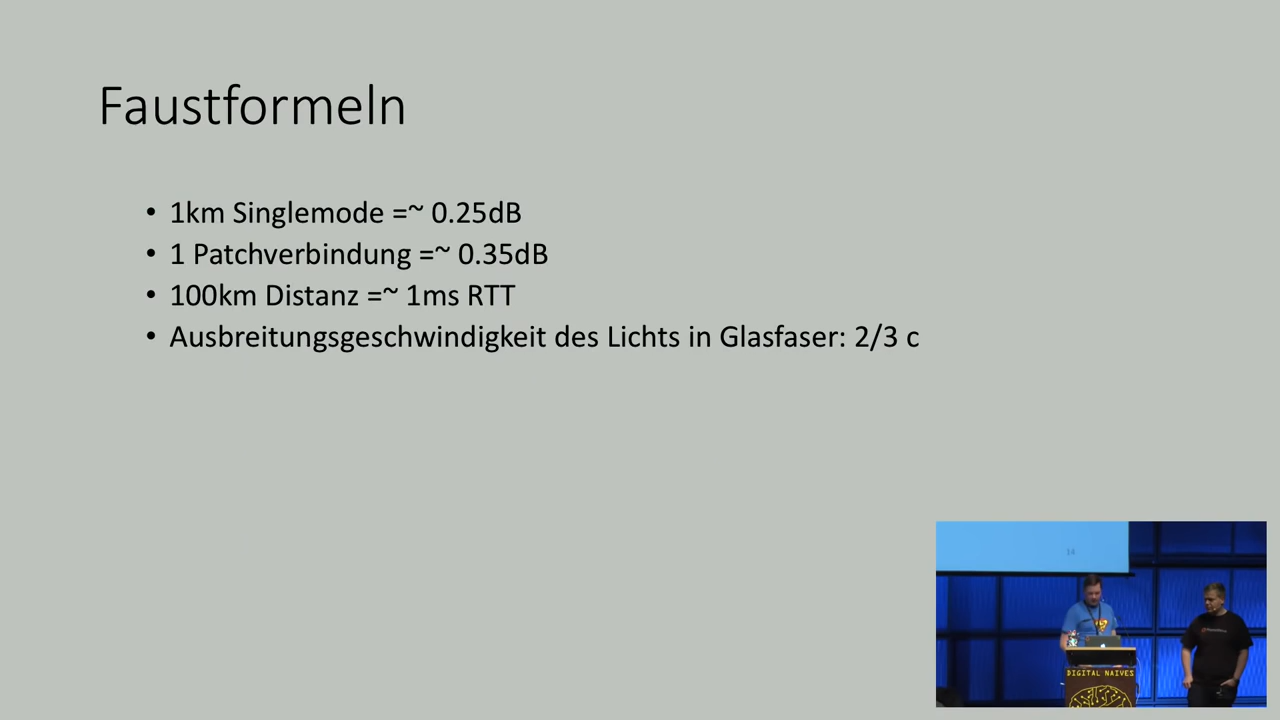 Faustformeln
• 1km Singlemode =~ 0.25dB
• 1 Patchverbindung =~ 0.35dB
• 100km Distanz =~ 1ms RTT
• Ausbreitungsgeschwindigkeit des Lichts in Glasfaser: 2/3 c
DIGITAL NAIVES